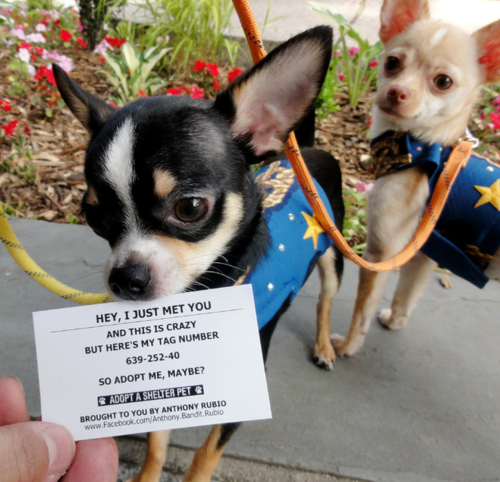 HEY, I JUST MET YOU
AND THIS IS CRAZY
BUT HERE'S MY TAG NUMBER
639-252-40
SO ADOPT ME, MAYBE?
ADOPT A SHELTER PET
BROUGHT TO YOU BY ANTHONY RUBIO
www.Facebook.com/Anthony.Bandit.Rubio